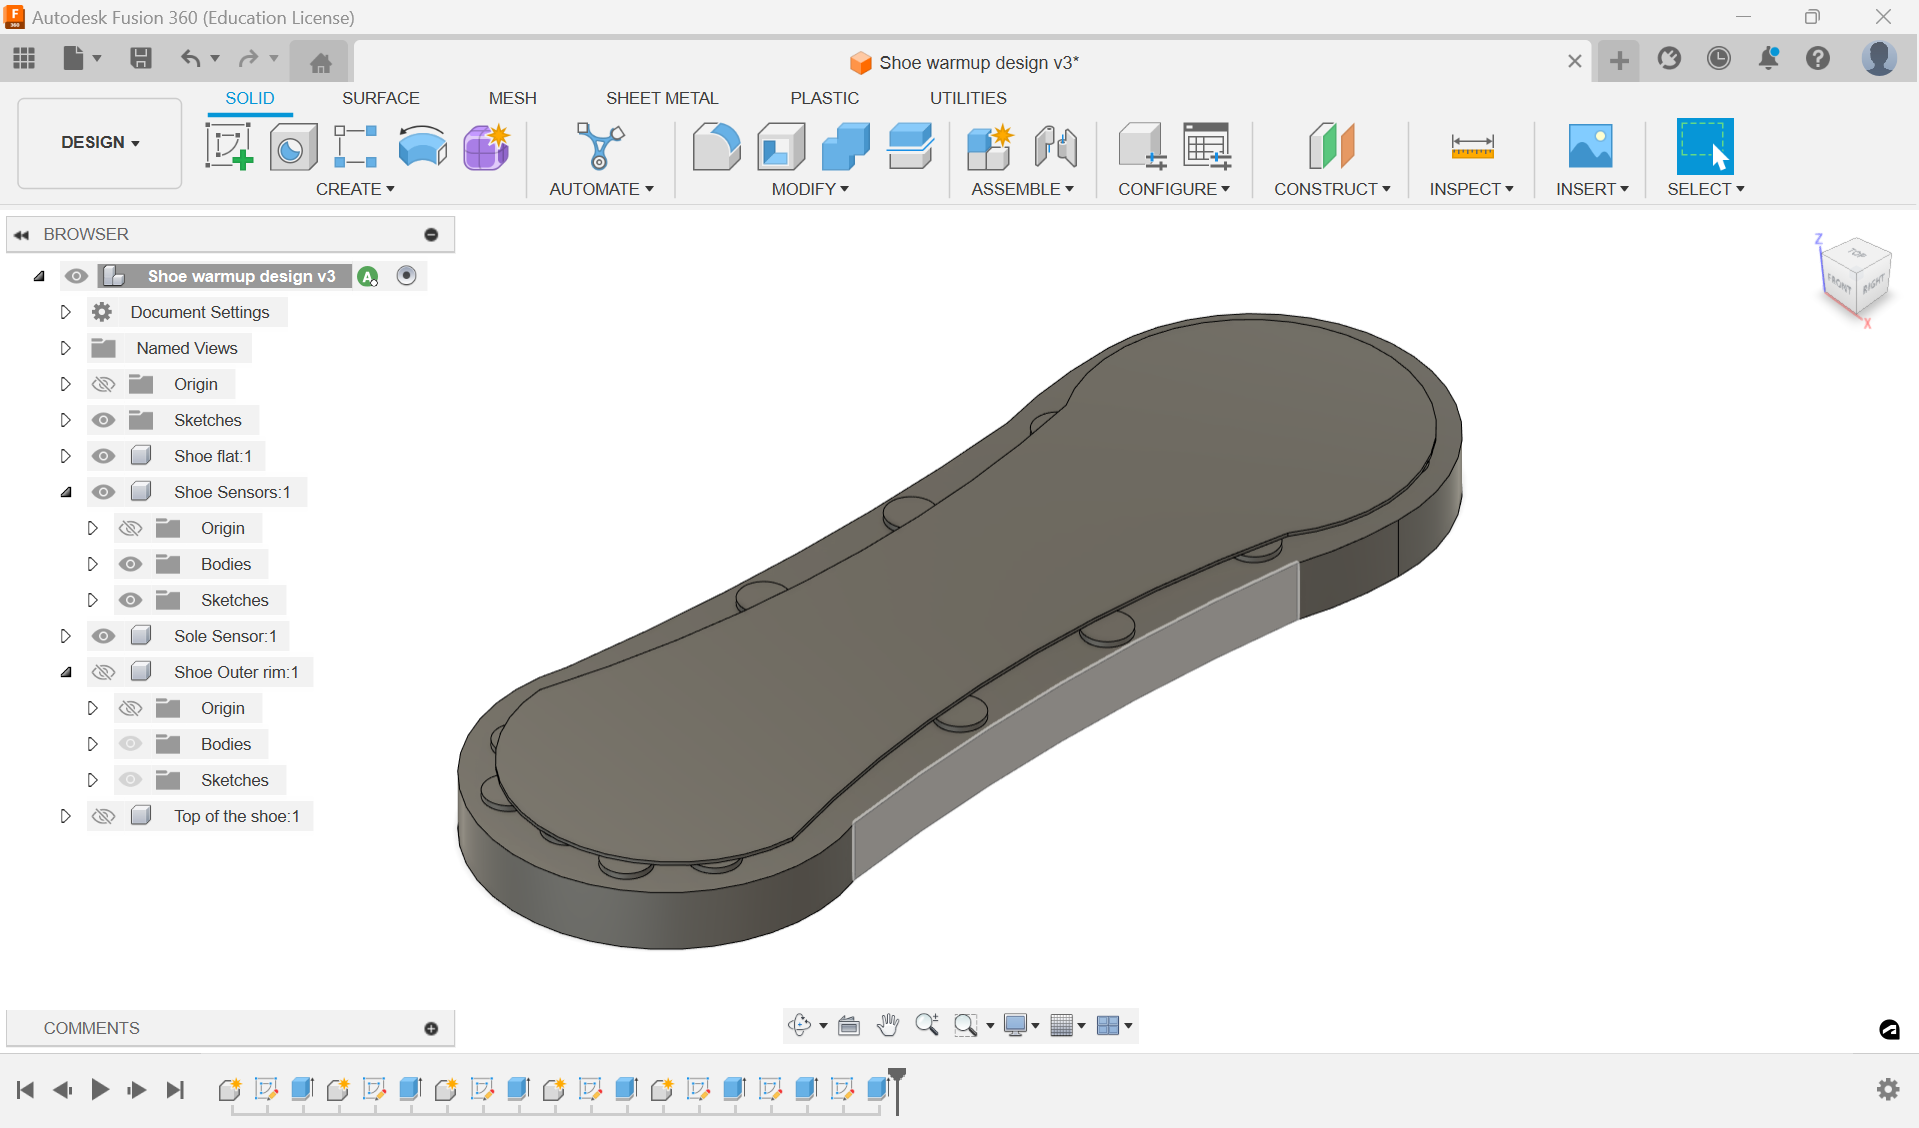 Autodesk Fusion 360 (Education License)
Shoe warmup design v3*
SOLID SURFACE MESH SHEET METAL PLASTIC UTILITIES
DESIGN
CREATE AUTOMATE MODIFY ASSEMBLE CONFIGURE CONSTRUCT INSPECT INSERT SELECT
BROWSER
Shoe warmup design v3
Document Settings
Named Views
Origin
Sketches
Shoe flat:1
Shoe Sensors:1
Origin
Bodies
Sketches
Sole Sensor:1
Shoe Outer rim:1
Origin
Bodies
Sketches
Top of the shoe:1
Z
TOP
FRONT RIGHT
X
COMMENTS